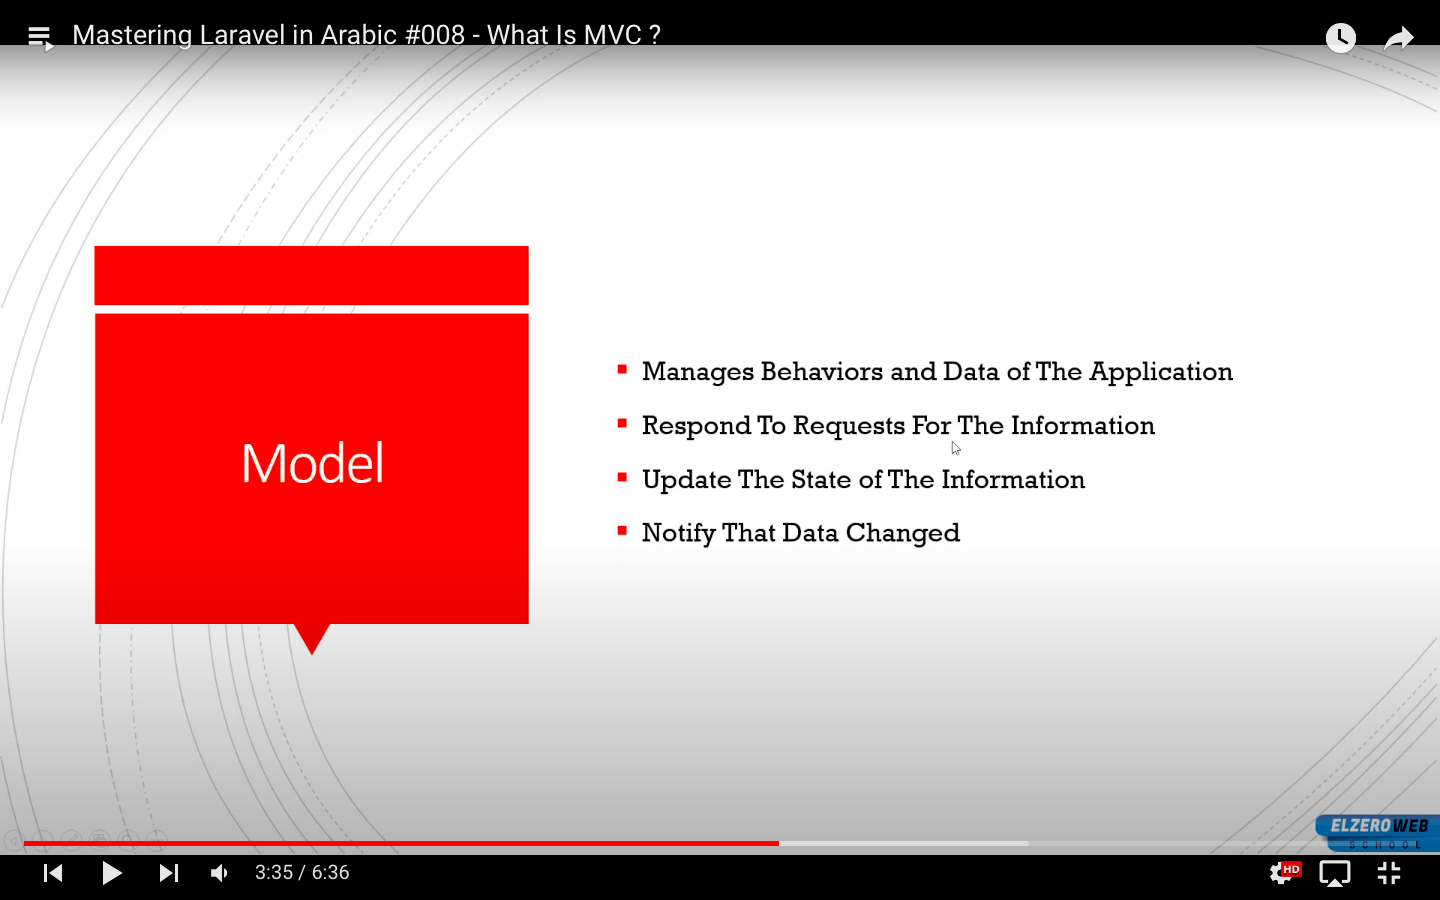 Mastering Laravel in Arabic #008 - What Is MVC ?
Model
Manages Behaviors and Data of The Application
Respond To Requests For The Information
Update The State of The Information
Notify That Data Changed
ELZERO WEB
SCHOOL
3:35 / 6:36
HD